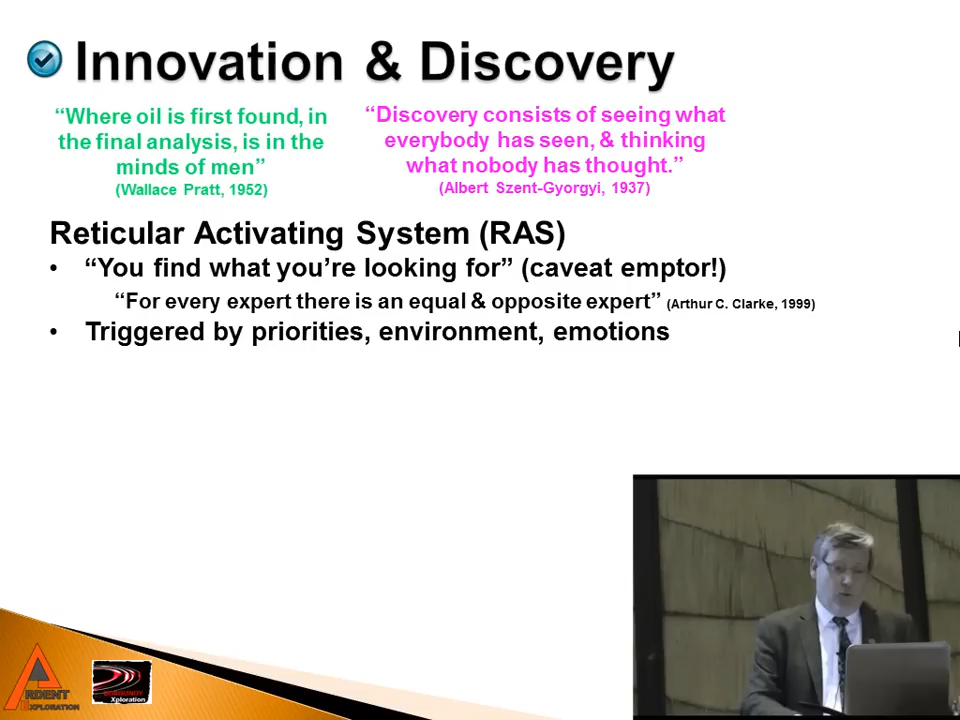 Innovation & Discovery
“Where oil is first found, in
the final analysis, is in the
minds of men”
(Wallace Pratt, 1952)
“Discovery consists of seeing what
everybody has seen, & thinking
what nobody has thought.”
(Albert Szent-Gyorgyi, 1937)
Reticular Activating System (RAS)
• “You find what you’re looking for” (caveat emptor!)
“For every expert there is an equal & opposite expert” (Arthur C. Clarke, 1999)
• Triggered by priorities, environment, emotions
ARDENT
EXPLORATION
Xploration